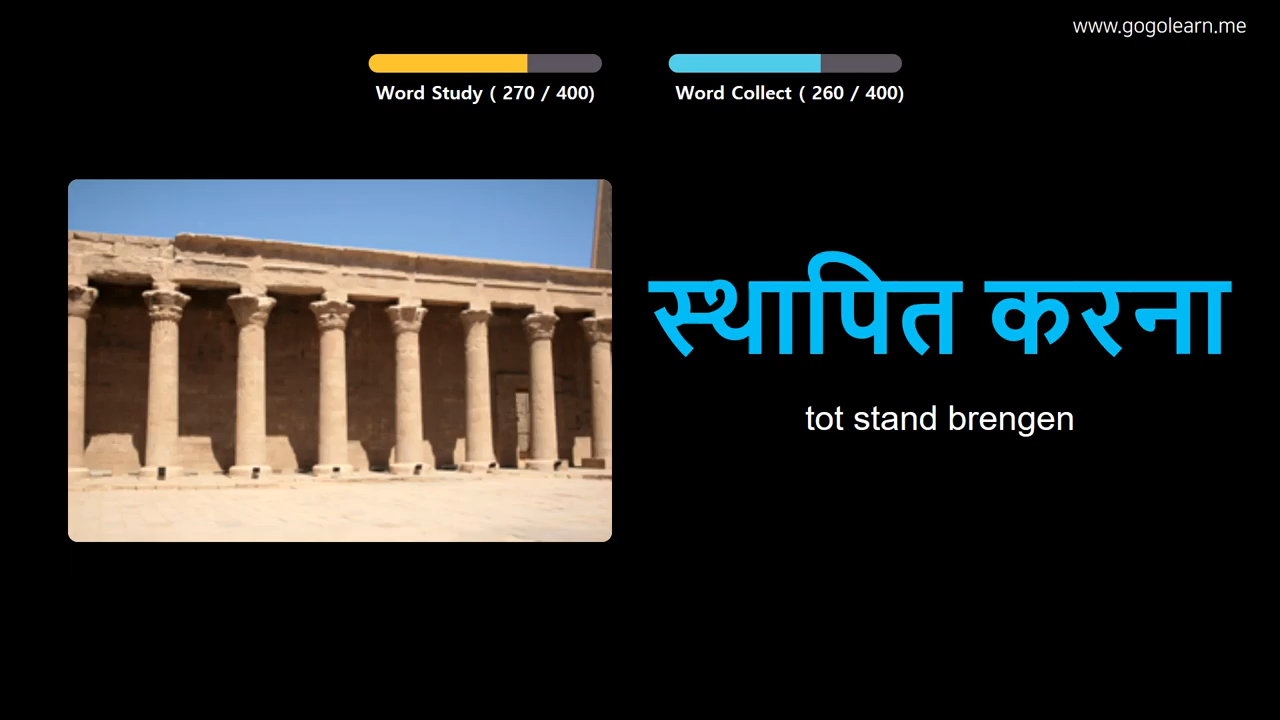 www.gogolearn.me
Word Study ( 270 / 400)
Word Collect ( 260 / 400)
स्थापित करना
tot stand brengen